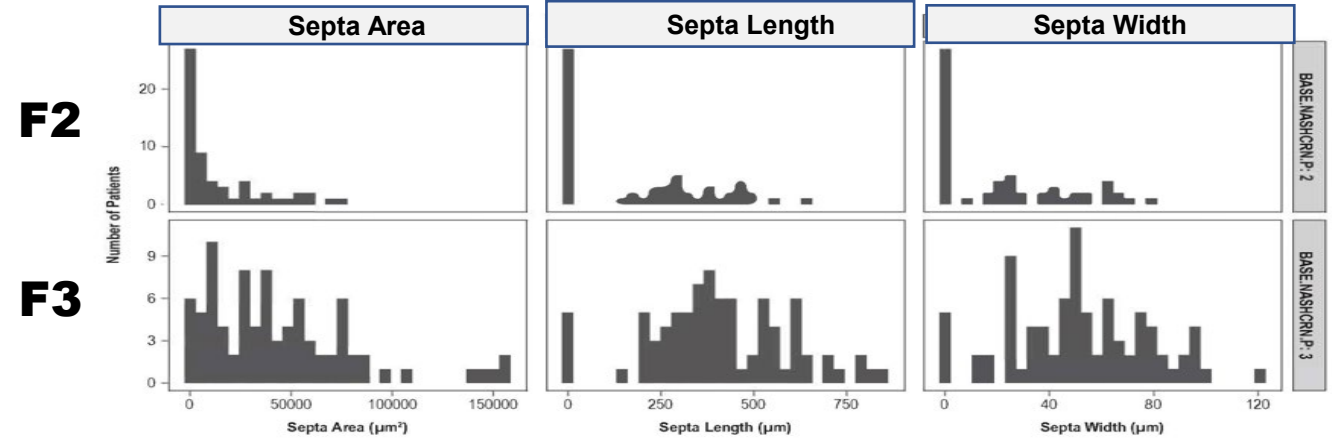 Septa Area
Septa Length
Septa Width
F2
F3
Number of Patients
20
10
0
9
6
3
0
BASE.NASHCRN.P: 2
BASE.NASHCRN.P: 3
0 50000 100000 150000
0 250 500 750
0 40 80 120
Septa Area (μm²)
Septa Length (μm)
Septa Width (μm)